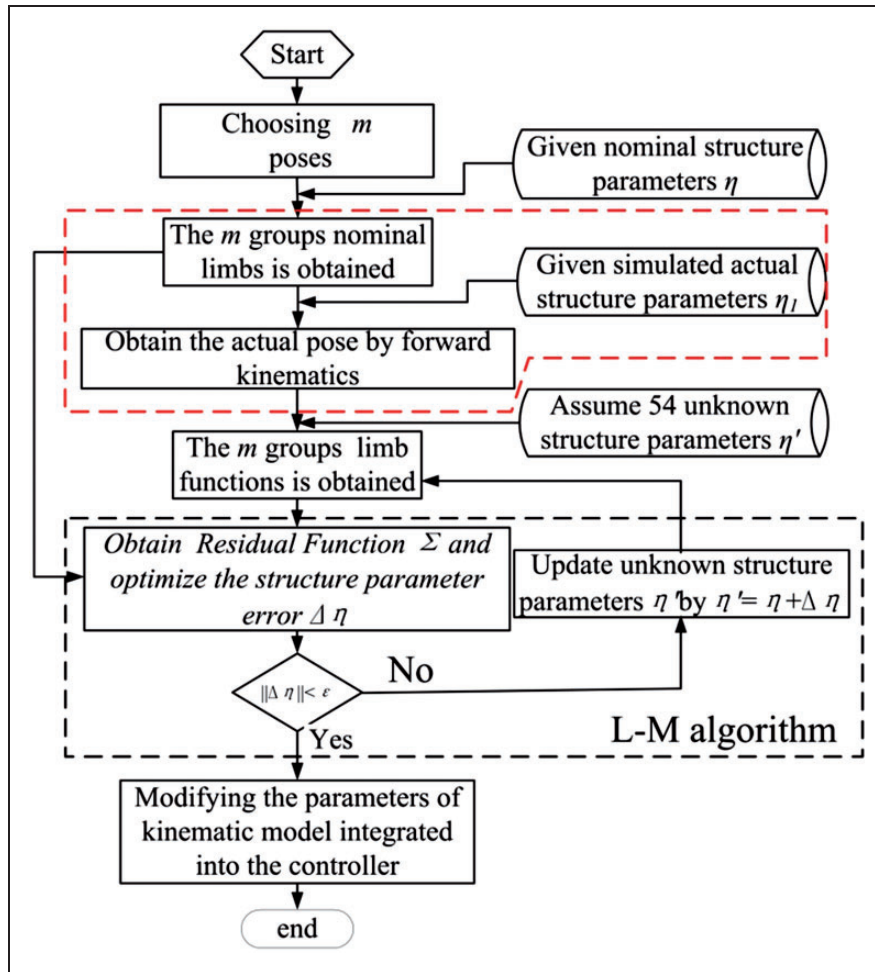 Start
Choosing m
poses
Given nominal structure
parameters η
The m groups nominal
limbs is obtained
Given simulated actual
structure parameters η1
Obtain the actual pose by forward
kinematics
Assume 54 unknown
structure parameters η'
The m groups limb
functions is obtained
Obtain Residual Function Σ and
optimize the structure parameter
error Δ η
Update unknown structure
parameters η 'by η '= η +Δ η
||Δ η ||< ε
No
Yes
L-M algorithm
Modifying the parameters of
kinematic model integrated
into the controller
end